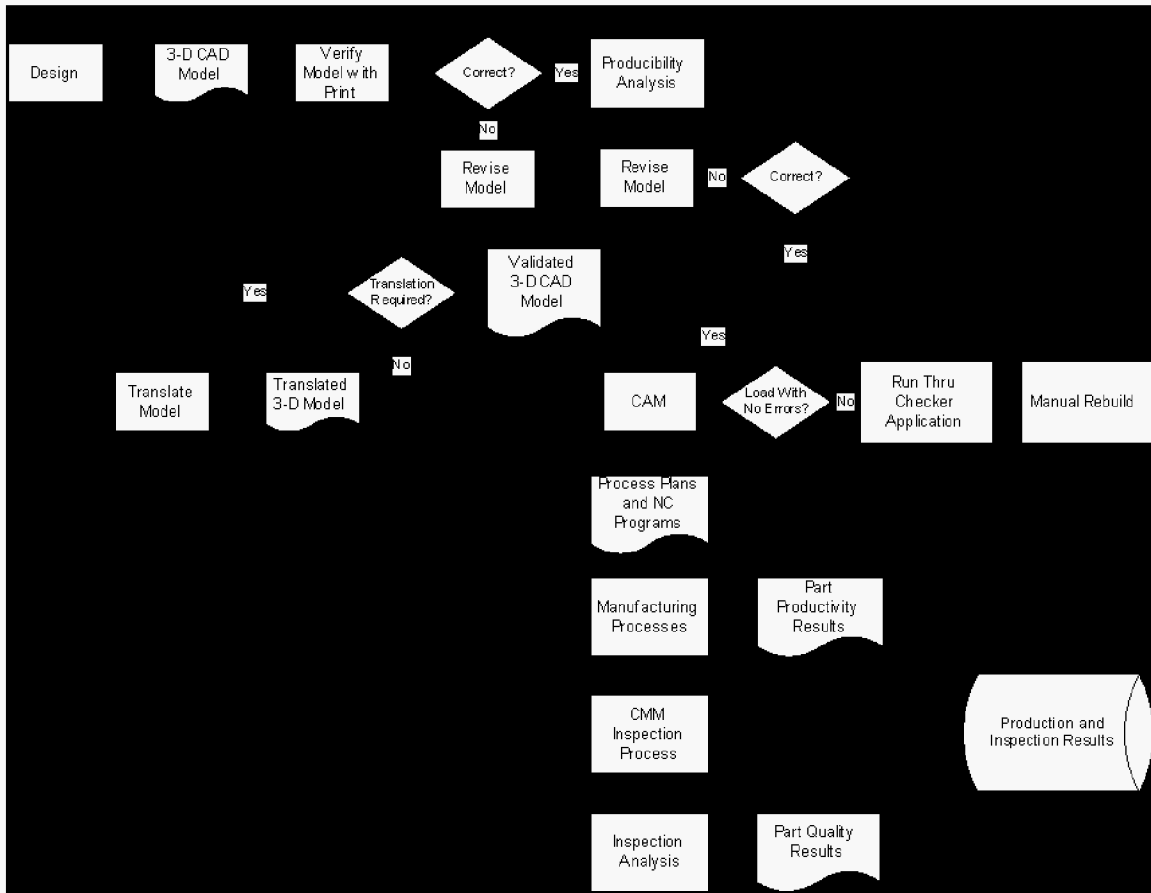 Design
3-D CAD
Model
Verify
Model with
Print
Correct?
Yes
Producibility
Analysis
No
Revise
Model
Revise
Model
No
Correct?
Yes
Validated
3-D CAD
Model
Translation
Required?
Yes
No
Translate
Model
Translated
3-D Model
CAM
Yes
Load With
No Errors?
No
Run Thru
Checker
Application
Manual Rebuild
Process Plans
and NC
Programs
Manufacturing
Processes
Part
Productivity
Results
CMM
Inspection
Process
Production and
Inspection Results
Inspection
Analysis
Part Quality
Results